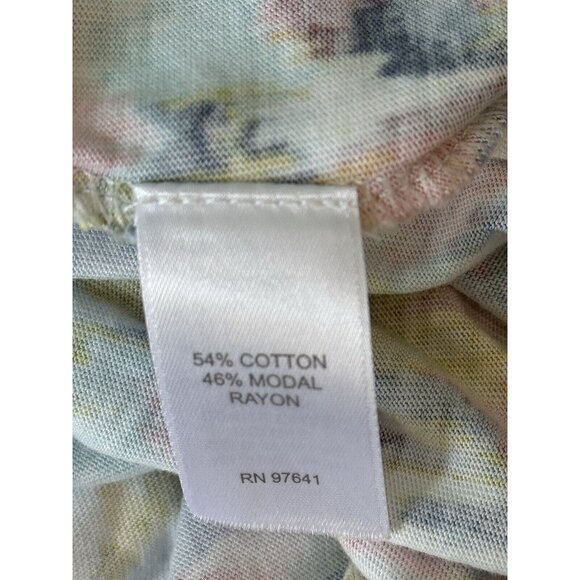 54% COTTON
46% MODAL
RAYON
RN 97641